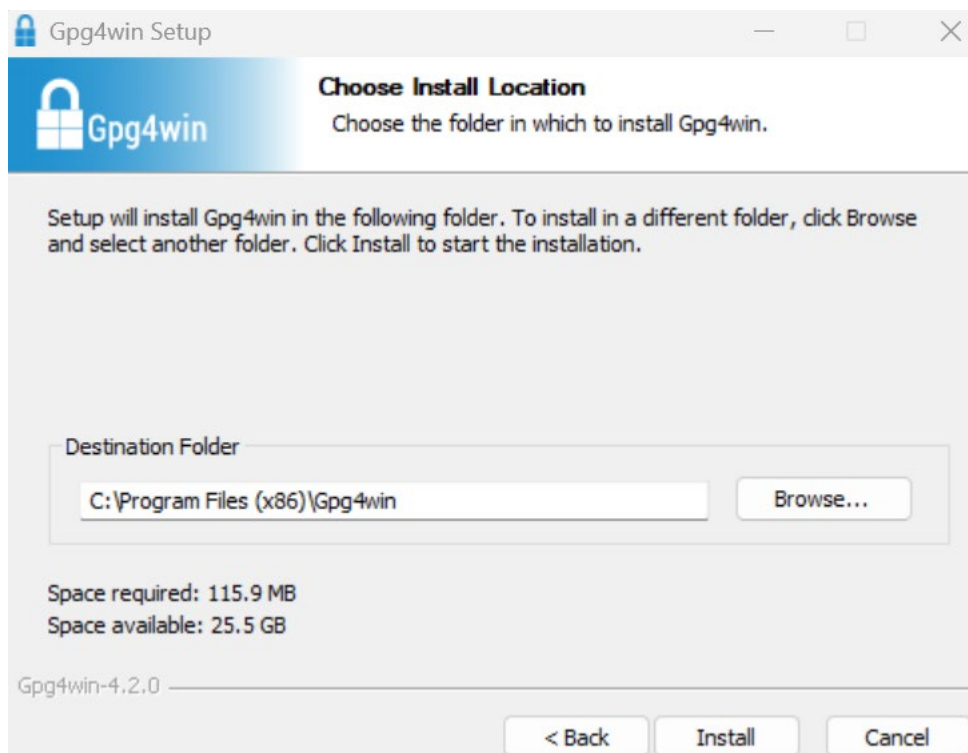 Gpg4win Setup
Gpg4win
Choose Install Location
Choose the folder in which to install Gpg4win.
Setup will install Gpg4win in the following folder. To install in a different folder, click Browse
and select another folder. Click Install to start the installation.
Destination Folder
C:\Program Files (x86)\Gpg4win
Browse...
Space required: 115.9 MB
Space available: 25.5 GB
Gpg4win-4.2.0
< Back
Install
Cancel